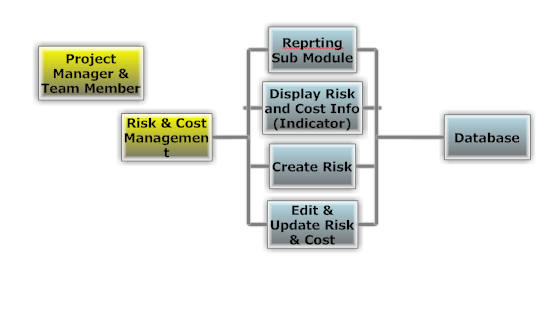 Project
Manager &
Team Member
Risk & Cost
Managemen
t
Reprting
Sub Module
Display Risk
and Cost Info
(Indicator)
Create Risk
Edit &
Update Risk
& Cost
Database